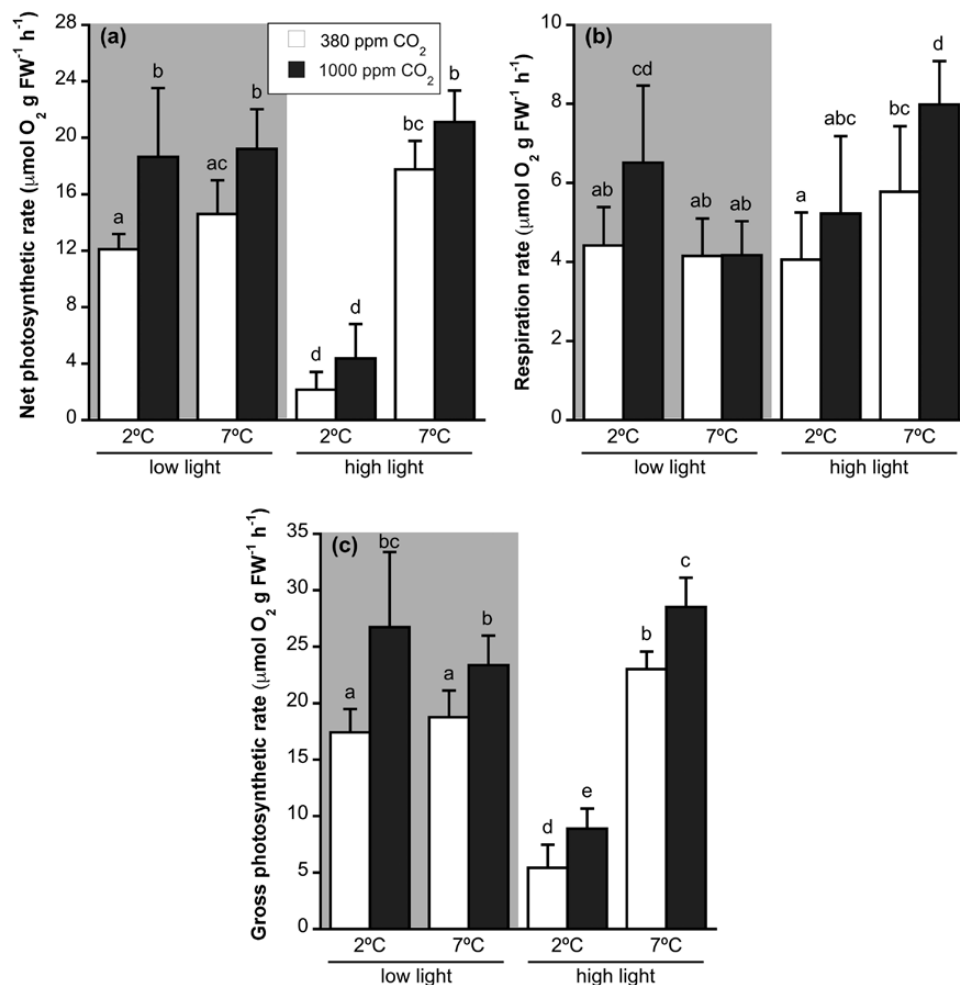 (a)
380 ppm CO₂
1000 ppm CO₂
Net photosynthetic rate (μmol O₂ g FW⁻¹ h⁻¹)
28
24
20
16
12
8
4
0
a
b
ac
b
d
d
bc
b
2ºC 7ºC 2ºC 7ºC
low light high light
(b)
Respiration rate (μmol O₂ g FW⁻¹ h⁻¹)
10
8
6
4
2
0
ab
cd
ab
ab
a
abc
bc
d
2ºC 7ºC 2ºC 7ºC
low light high light
(c)
Gross photosynthetic rate (μmol O₂ g FW⁻¹ h⁻¹)
35
30
25
20
15
10
5
0
a
bc
a
b
d
e
b
c
2ºC 7ºC 2ºC 7ºC
low light high light